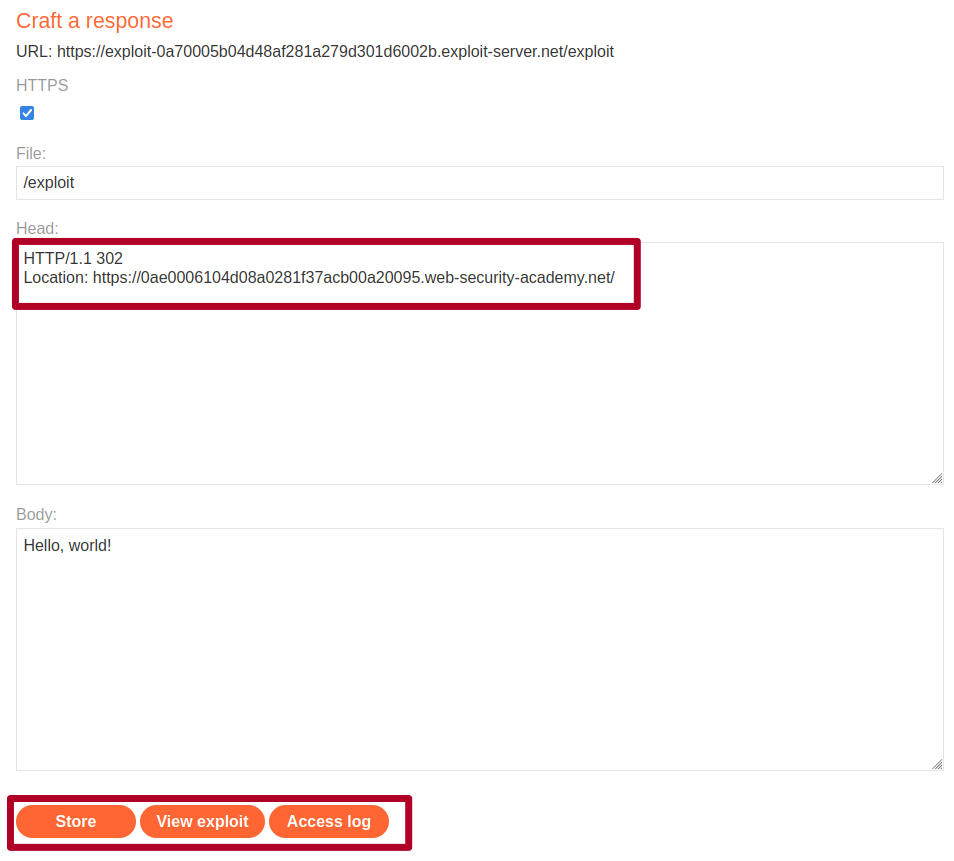 Craft a response
URL: https://exploit-0a70005b04d48af281a279d301d6002b.exploit-server.net/exploit
HTTPS
File:
/exploit
Head:
HTTP/1.1 302
Location: https://0ae0006104d08a0281f37acb00a20095.web-security-academy.net/
Body:
Hello, world!
Store View exploit Access log